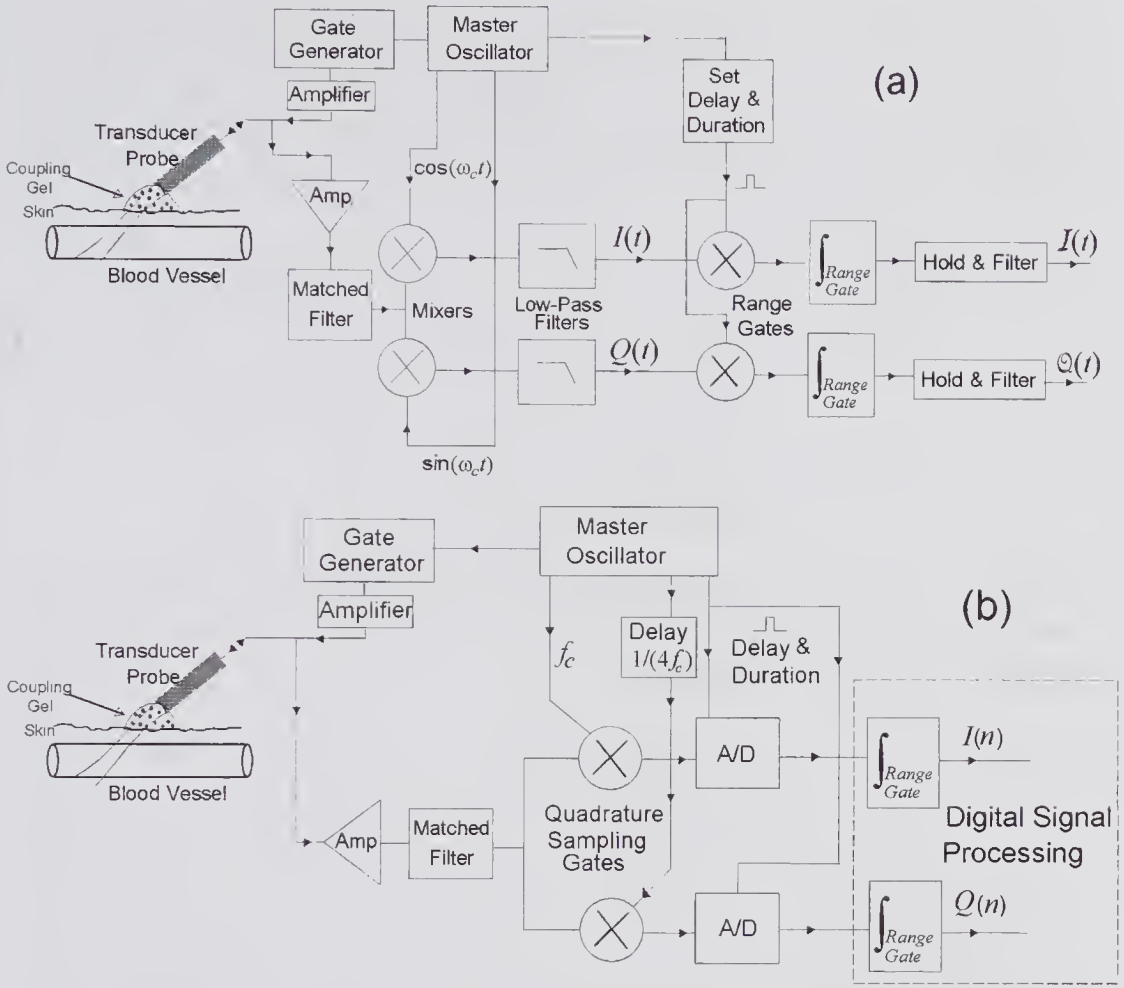 Gate
Generator
Master
Oscillator
(a)
Amplifier
Set
Delay &
Duration
Transducer
Probe
Coupling
Gel
Skin
Blood Vessel
cos(ω_c t)
Amp
Matched
Filter
Mixers
I(t)
Low-Pass
Filters
Q(t)
Range
Gates
∫ Range
Gate
Hold & Filter
I(t)
∫ Range
Gate
Hold & Filter
Q(t)
sin(ω_c t)
Gate
Generator
Master
Oscillator
(b)
Amplifier
f_c
Delay
1/(4f_c)
Delay &
Duration
Transducer
Probe
Coupling
Gel
Skin
Blood Vessel
Amp
Matched
Filter
Quadrature
Sampling
Gates
A/D
∫ Range
Gate
I(n)
Digital Signal
Processing
A/D
∫ Range
Gate
Q(n)